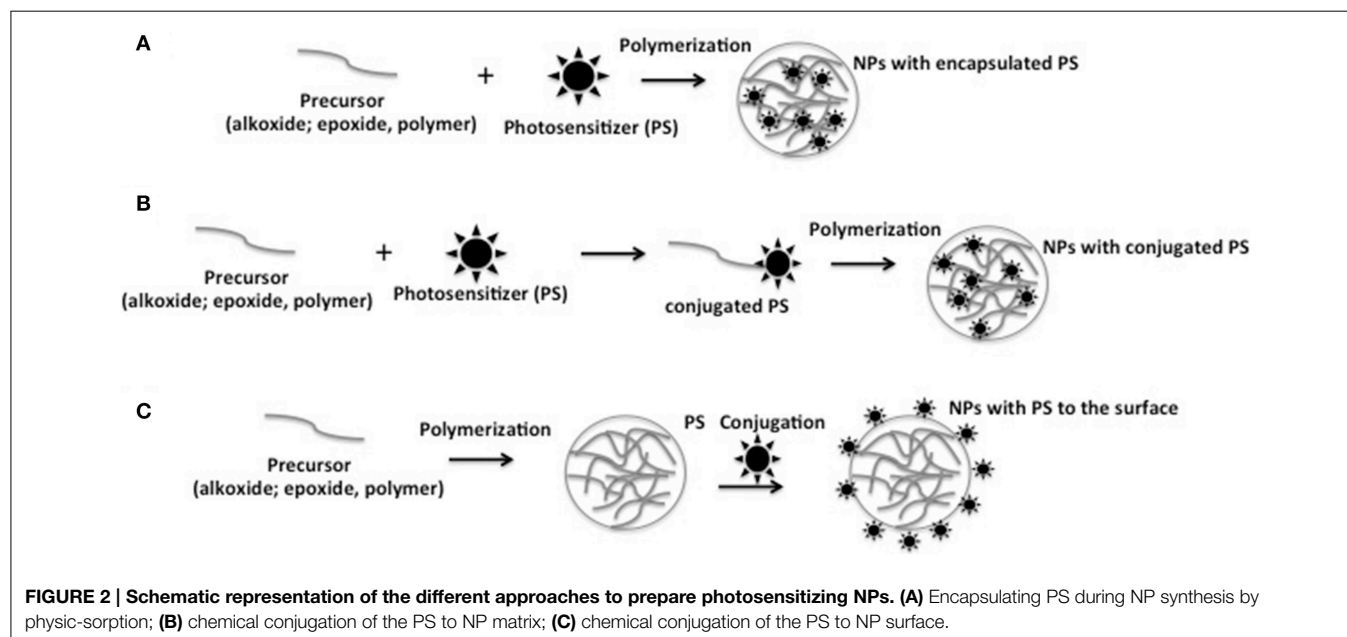 A
Precursor
(alkoxide; epoxide, polymer)
+
Photosensitizer (PS)
Polymerization
NPs with encapsulated PS
B
Precursor
(alkoxide; epoxide, polymer)
+
Photosensitizer (PS)
conjugated PS
Polymerization
NPs with conjugated PS
C
Precursor
(alkoxide; epoxide, polymer)
Polymerization
PS Conjugation
NPs with PS to the surface
FIGURE 2 | Schematic representation of the different approaches to prepare photosensitizing NPs. (A) Encapsulating PS during NP synthesis by
physic-sorption; (B) chemical conjugation of the PS to NP matrix; (C) chemical conjugation of the PS to NP surface.